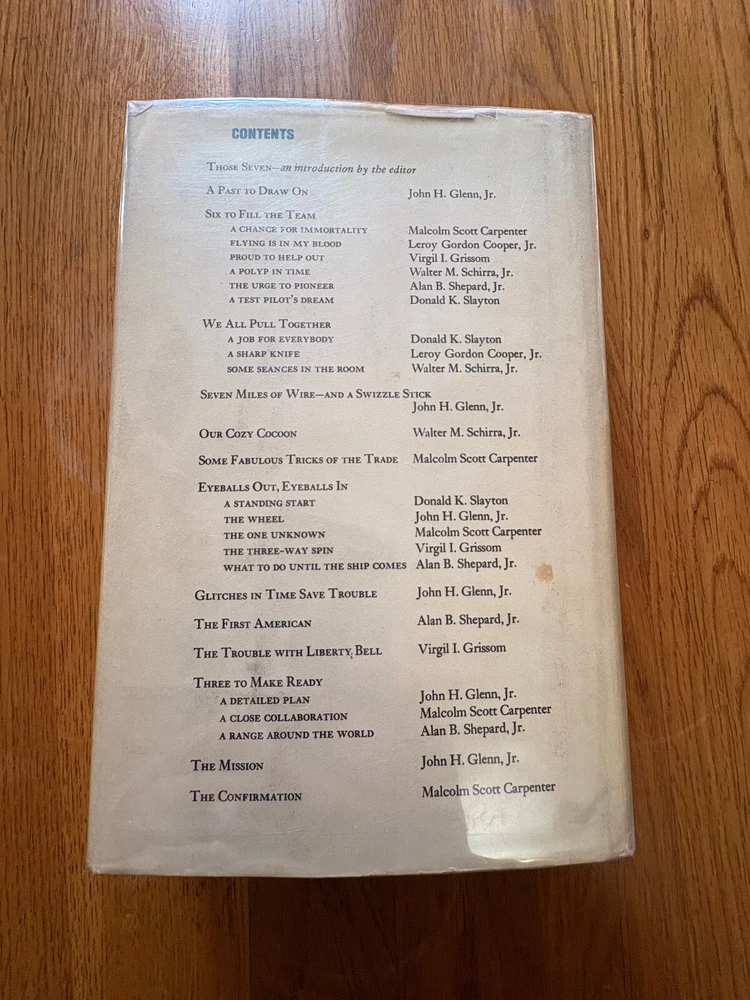 CONTENTS
THOSE SEVEN—an introduction by the editor
A PAST TO DRAW ON John H. Glenn, Jr.
SIX TO FILL THE TEAM
A CHANCE FOR IMMORTALITY Malcolm Scott Carpenter
FLYING IS IN MY BLOOD Leroy Gordon Cooper, Jr.
PROUD TO HELP OUT Virgil I. Grissom
A POLYP IN TIME Walter M. Schirra, Jr.
THE URGE TO PIONEER Alan B. Shepard, Jr.
A TEST PILOT'S DREAM Donald K. Slayton
WE ALL PULL TOGETHER
A JOB FOR EVERYBODY Donald K. Slayton
A SHARP KNIFE Leroy Gordon Cooper, Jr.
SOME SEANCES IN THE ROOM Walter M. Schirra, Jr.
SEVEN MILES OF WIRE—AND A SWIZZLE STICK
John H. Glenn, Jr.
OUR COZY COCOON Walter M. Schirra, Jr.
SOME FABULOUS TRICKS OF THE TRADE Malcolm Scott Carpenter
EYEBALLS OUT, EYEBALLS IN
A STANDING START Donald K. Slayton
THE WHEEL John H. Glenn, Jr.
THE ONE UNKNOWN Malcolm Scott Carpenter
THE THREE-WAY SPIN Virgil I. Grissom
WHAT TO DO UNTIL THE SHIP COMES Alan B. Shepard, Jr.
GLITCHES IN TIME SAVE TROUBLE John H. Glenn, Jr.
THE FIRST AMERICAN Alan B. Shepard, Jr.
THE TROUBLE WITH LIBERTY BELL Virgil I. Grissom
THREE TO MAKE READY
A DETAILED PLAN John H. Glenn, Jr.
A CLOSE COLLABORATION Malcolm Scott Carpenter
A RANGE AROUND THE WORLD Alan B. Shepard, Jr.
THE MISSION John H. Glenn, Jr.
THE CONFIRMATION Malcolm Scott Carpenter